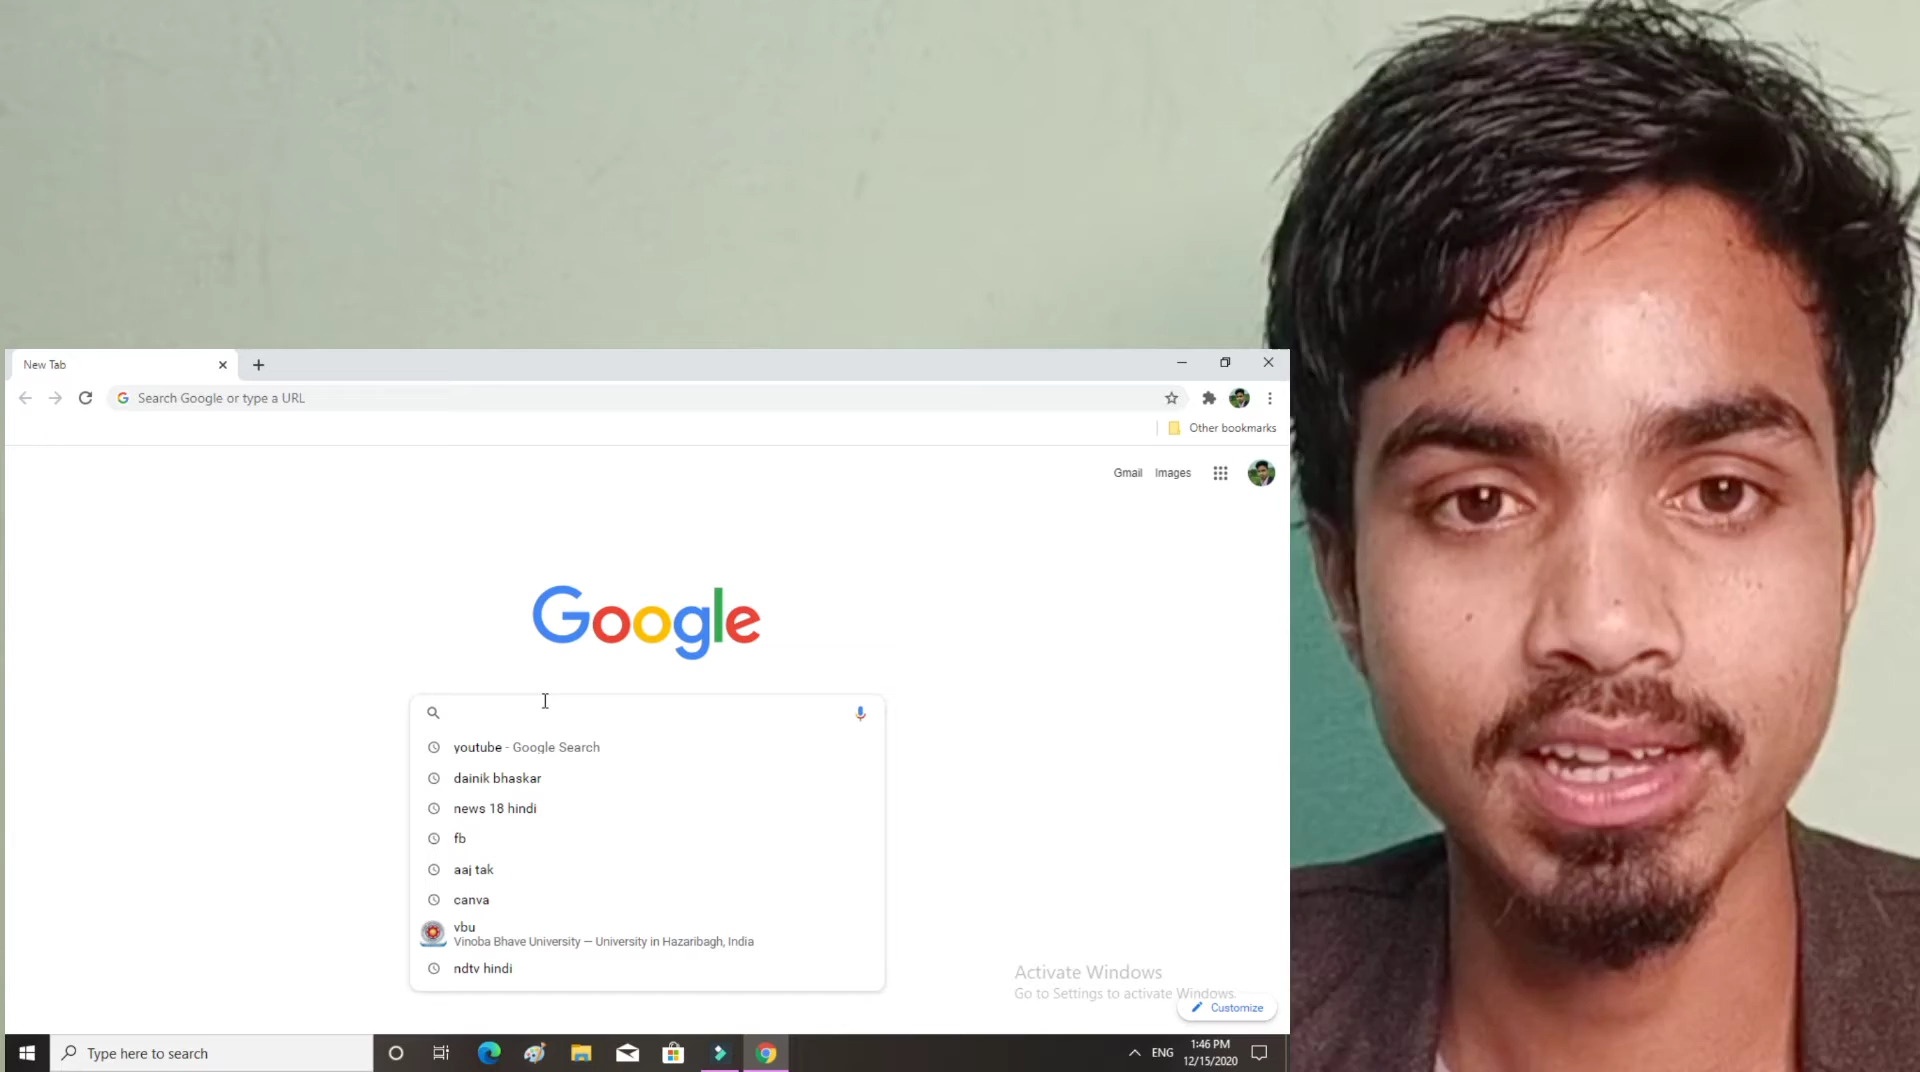 New Tab
Search Google or type a URL
Other bookmarks
Gmail Images
Google
youtube - Google Search
dainik bhaskar
news 18 hindi
fb
aaj tak
canva
vbu
Vinoba Bhave University — University in Hazaribagh, India
ndtv hindi
Activate Windows
Go to Settings to activate Windows.
Customize
Type here to search
ENG
1:46 PM
12/15/2020